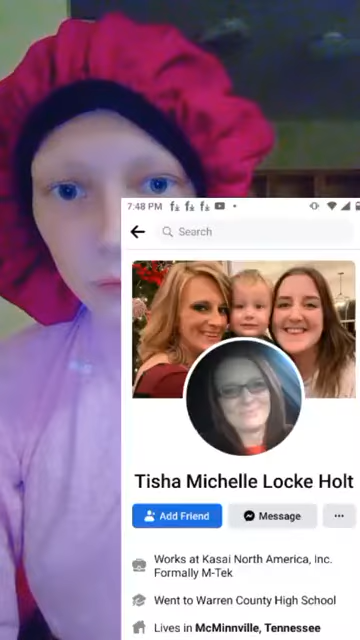 7:48 PM
Search
Tisha Michelle Locke Holt
Add Friend
Message
Works at Kasai North America, Inc.
Formally M-Tek
Went to Warren County High School
Lives in McMinnville, Tennessee